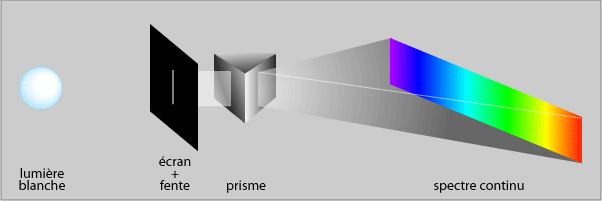 lumière
blanche
écran
+
fente
prisme
spectre continu